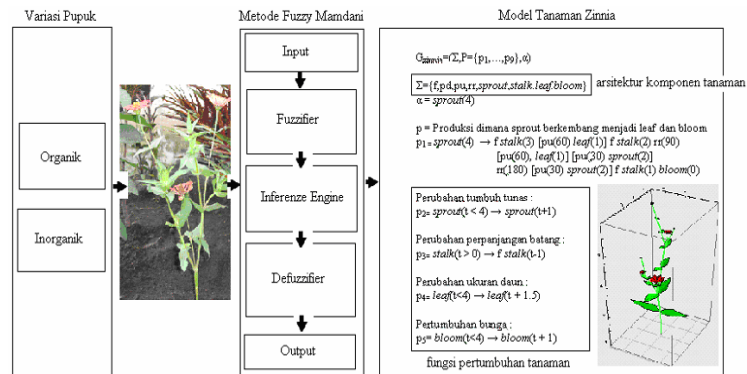 Variasi Pupuk
Organik
Inorganik
Metode Fuzzy Mamdani
Input
Fuzzifier
Inferenze Engine
Defuzzifier
Output
Model Tanaman Zinnia
Gzinnia=(Σ,P={p1,...,p9},α)
Σ={f,pd,pu,rr,sprout,stalk.leaf.bloom}
arsitektur komponen tanaman
α = sprout(4)
p = Produksi dimana sprout berkembang menjadi leaf dan bloom
p1= sprout(4) → f stalk(3) [pu(60) leaf(1)] f stalk(2) rr(90)
[pu(60), leaf(1)] [pu(30) sprout(2)]
rr(180) [pu(30) sprout(2)] f stalk(1) bloom(0)
Perubahan tumbuh tunas :
p2= sprout(t < 4) → sprout(t+1)
Perubahan perpanjangan batang :
p3= stalk(t > 0) → f stalk(t-1)
Perubahan ukuran daun :
p4= leaf(t<4) → leaf(t + 1.5)
Pertumbuhan bunga :
p5= bloom(t<4) → bloom(t + 1)
fungsi pertumbuhan tanaman